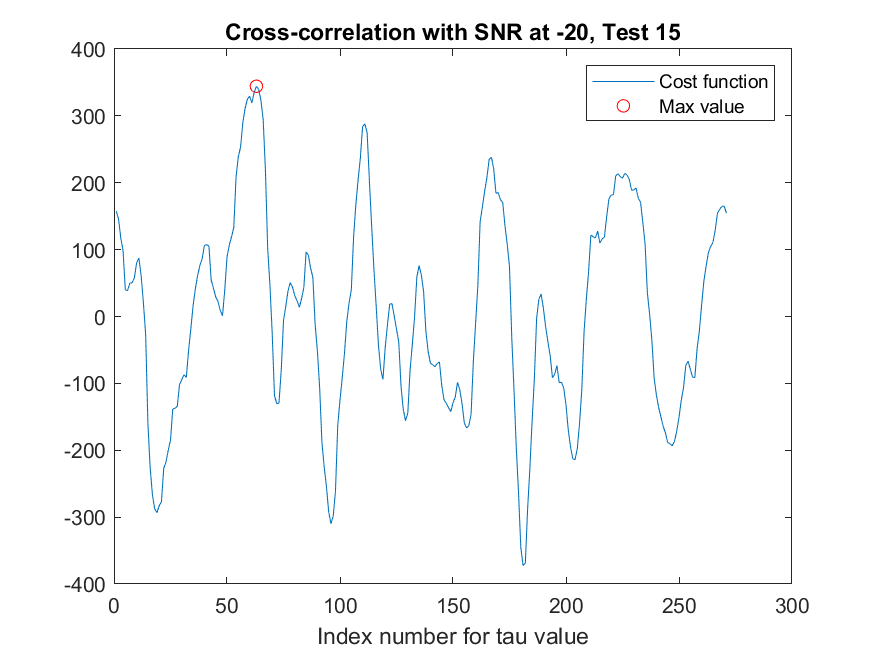 Cross-correlation with SNR at -20, Test 15
400
300
200
100
0
-100
-200
-300
-400
0 50 100 150 200 250 300
Index number for tau value
Cost function
Max value